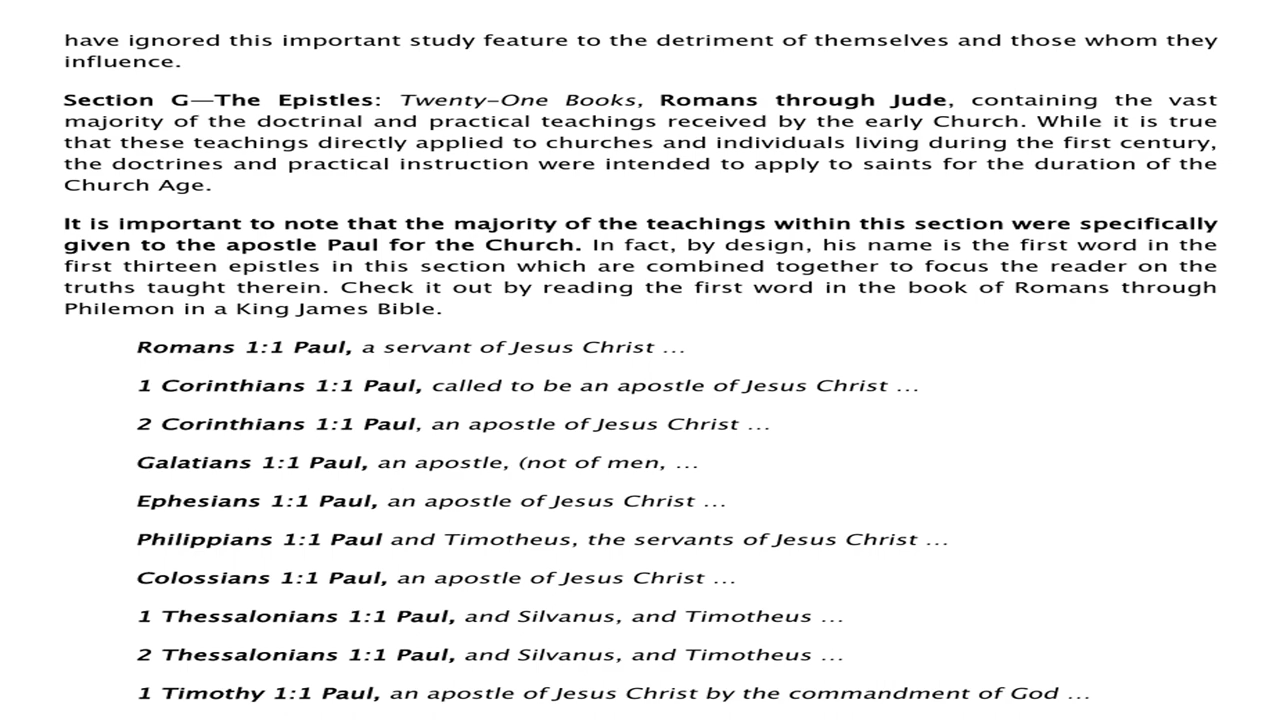 have ignored this important study feature to the detriment of themselves and those whom they
influence.
Section G—The Epistles: Twenty-One Books, Romans through Jude, containing the vast
majority of the doctrinal and practical teachings received by the early Church. While it is true
that these teachings directly applied to churches and individuals living during the first century,
the doctrines and practical instruction were intended to apply to saints for the duration of the
Church Age.
It is important to note that the majority of the teachings within this section were specifically
given to the apostle Paul for the Church. In fact, by design, his name is the first word in the
first thirteen epistles in this section which are combined together to focus the reader on the
truths taught therein. Check it out by reading the first word in the book of Romans through
Philemon in a King James Bible.
Romans 1:1 Paul, a servant of Jesus Christ …
1 Corinthians 1:1 Paul, called to be an apostle of Jesus Christ …
2 Corinthians 1:1 Paul, an apostle of Jesus Christ …
Galatians 1:1 Paul, an apostle, (not of men, …
Ephesians 1:1 Paul, an apostle of Jesus Christ …
Philippians 1:1 Paul and Timotheus, the servants of Jesus Christ …
Colossians 1:1 Paul, an apostle of Jesus Christ …
1 Thessalonians 1:1 Paul, and Silvanus, and Timotheus …
2 Thessalonians 1:1 Paul, and Silvanus, and Timotheus …
1 Timothy 1:1 Paul, an apostle of Jesus Christ by the commandment of God …